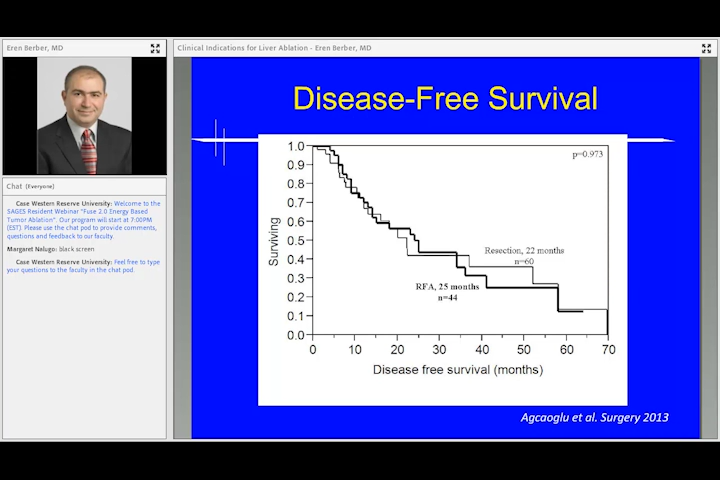 Eren Berber, MD
Clinical Indications for Liver Ablation - Eren Berber, MD
Chat (Everyone)
Case Western Reserve University: Welcome to the
SAGES Resident Webinar "Fuse 2.0 Energy Based
Tumor Ablation". Our program will start at 7:00PM
(EST). Please use the chat pod to provide comments,
questions and feedback to our faculty.
Margaret Nalugo: black screen
Case Western Reserve University: Feel free to type
your questions to the faculty in the chat pod.
Disease-Free Survival
p=0.973
1.0
0.9
0.8
0.7
0.6
0.5
0.4
0.3
0.2
0.1
0.0
Surviving
Resection, 22 months
n=60
RFA, 25 months
n=44
0 10 20 30 40 50 60 70
Disease free survival (months)
Agcaoglu et al. Surgery 2013